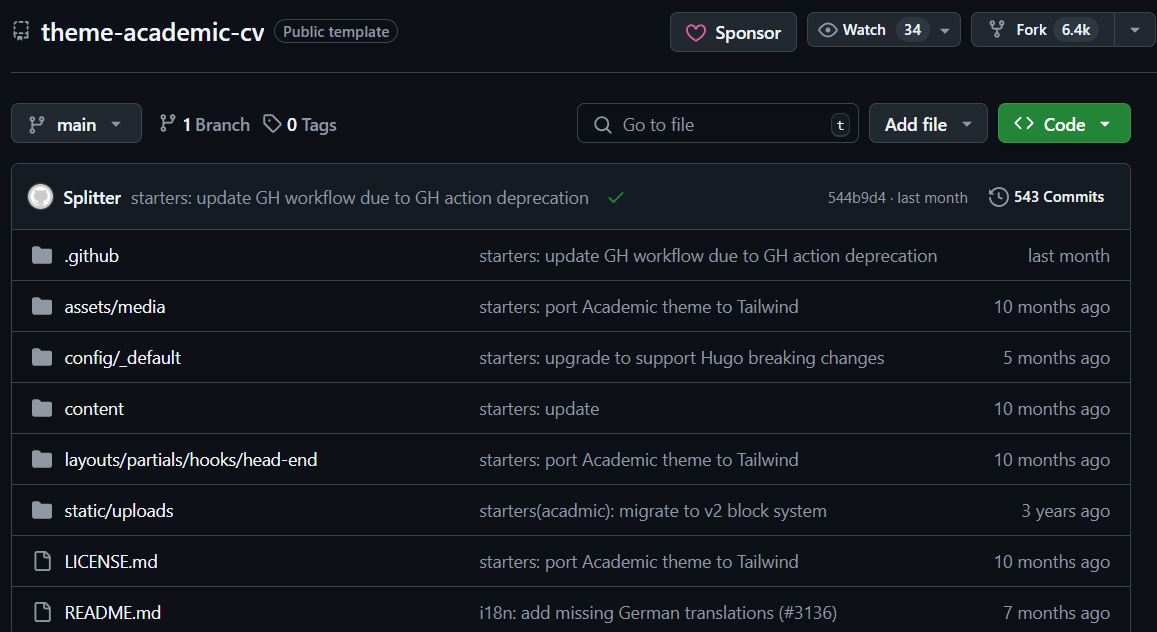 theme-academic-cv Public template Sponsor Watch 34 Fork 6.4k
main 1 Branch 0 Tags Go to file t Add file Code
Splitter starters: update GH workflow due to GH action deprecation 544b9d4 · last month 543 Commits
.github starters: update GH workflow due to GH action deprecation last month
assets/media starters: port Academic theme to Tailwind 10 months ago
config/_default starters: upgrade to support Hugo breaking changes 5 months ago
content starters: update 10 months ago
layouts/partials/hooks/head-end starters: port Academic theme to Tailwind 10 months ago
static/uploads starters(acadmic): migrate to v2 block system 3 years ago
LICENSE.md starters: port Academic theme to Tailwind 10 months ago
README.md i18n: add missing German translations (#3136) 7 months ago